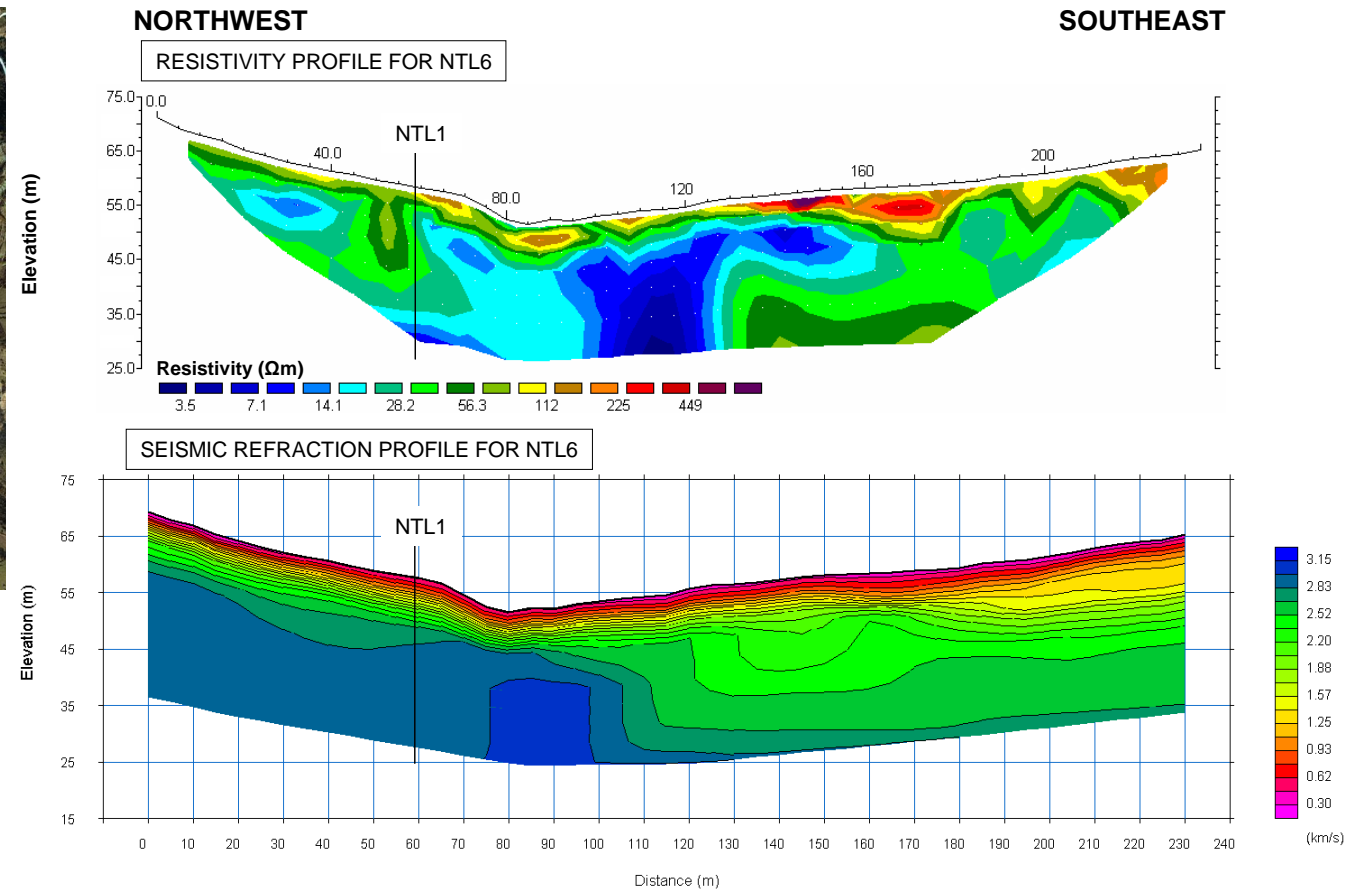 NORTHWEST SOUTHEAST
RESISTIVITY PROFILE FOR NTL6
Elevation (m)
75.0
65.0
55.0
45.0
35.0
25.0
0.0
40.0
NTL1
80.0
120
160
200
Resistivity (Ωm)
3.5 7.1 14.1 28.2 56.3 112 225 449
SEISMIC REFRACTION PROFILE FOR NTL6
Elevation (m)
75
65
55
45
35
25
15
NTL1
0 10 20 30 40 50 60 70 80 90 100 110 120 130 140 150 160 170 180 190 200 210 220 230 240
Distance (m)
3.15
2.83
2.52
2.20
1.88
1.57
1.25
0.93
0.62
0.30
(km/s)